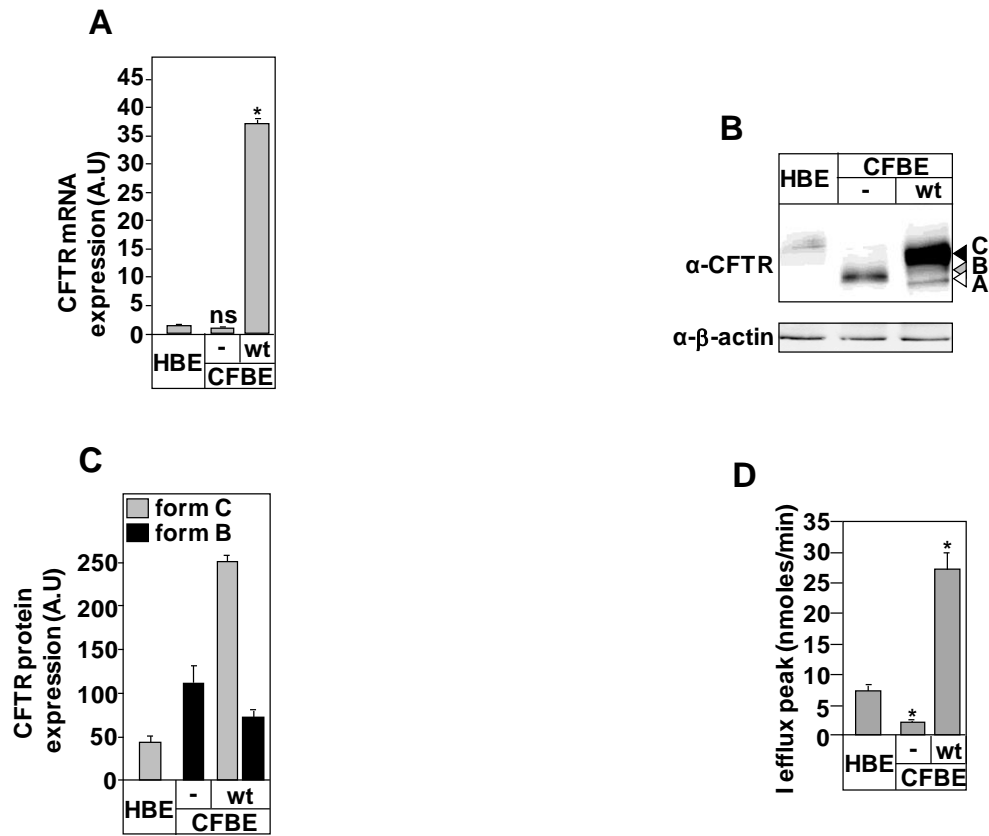 A
CFTR mRNA
expression (A.U)
45
40
35
30
25
20
15
10
5
0
*
ns
HBE
-
wt
CFBE
B
HBE
CFBE
-
wt
α-CFTR
C
B
A
α-β-actin
C
form C
form B
CFTR protein
expression (A.U)
250
200
150
100
50
0
HBE
-
wt
CFBE
D
I efflux peak (nmoles/min)
35
30
25
20
15
10
5
0
*
*
HBE
-
wt
CFBE